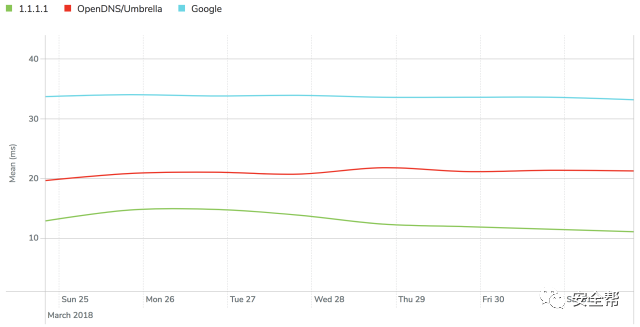 1.1.1.1 OpenDNS/Umbrella Google
40
30
20
10
Mean (ms)
Sun 25 Mon 26 Tue 27 Wed 28 Thu 29 Fri 30
March 2018
安全帮